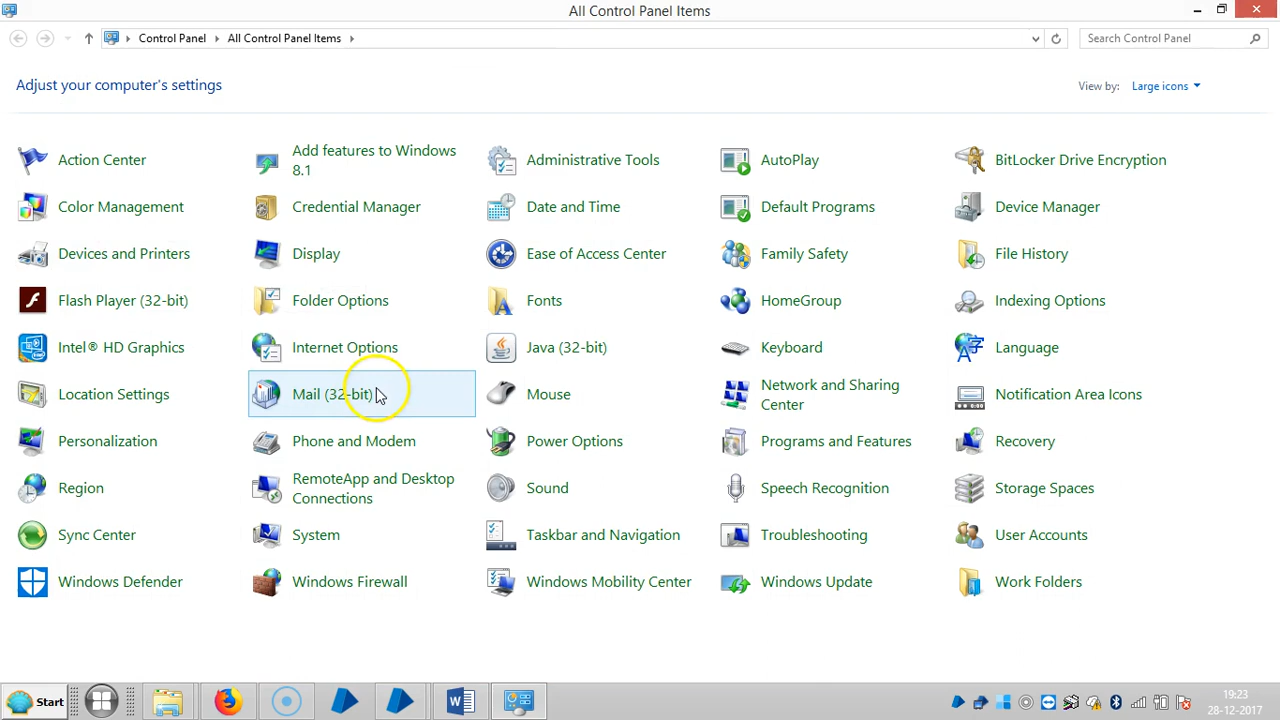 All Control Panel Items
Control Panel
All Control Panel Items
Search Control Panel
Adjust your computer's settings
View by:
Large icons
Action Center
Add features to Windows
8.1
Administrative Tools
AutoPlay
BitLocker Drive Encryption
Color Management
Credential Manager
Date and Time
Default Programs
Device Manager
Devices and Printers
Display
Ease of Access Center
Family Safety
File History
Flash Player (32-bit)
Folder Options
Fonts
HomeGroup
Indexing Options
Intel® HD Graphics
Internet Options
Java (32-bit)
Keyboard
Language
Location Settings
Mail (32-bit)
Mouse
Network and Sharing
Center
Notification Area Icons
Personalization
Phone and Modem
Power Options
Programs and Features
Recovery
Region
RemoteApp and Desktop
Connections
Sound
Speech Recognition
Storage Spaces
Sync Center
System
Taskbar and Navigation
Troubleshooting
User Accounts
Windows Defender
Windows Firewall
Windows Mobility Center
Windows Update
Work Folders
Start
19:23
28-12-2017